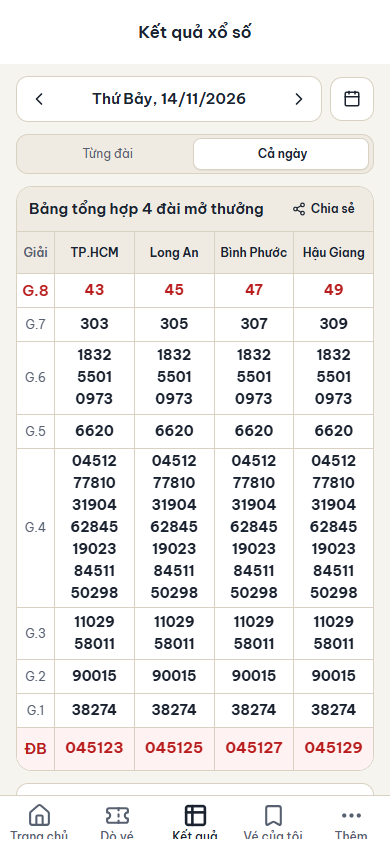 Kết quả xổ số
Thứ Bảy, 14/11/2026
Từng đài Cả ngày
Bảng tổng hợp 4 đài mở thưởng Chia sẻ
Giải TP.HCM Long An Bình Phước Hậu Giang
G.8 43 45 47 49
G.7 303 305 307 309
G.6 1832 1832 1832 1832
5501 5501 5501 5501
0973 0973 0973 0973
G.5 6620 6620 6620 6620
G.4 04512 04512 04512 04512
77810 77810 77810 77810
31904 31904 31904 31904
62845 62845 62845 62845
19023 19023 19023 19023
84511 84511 84511 84511
50298 50298 50298 50298
G.3 11029 11029 11029 11029
58011 58011 58011 58011
G.2 90015 90015 90015 90015
G.1 38274 38274 38274 38274
ĐB 045123 045125 045127 045129
Trang chủ Dò vé Kết quả Vé của tôi Thêm